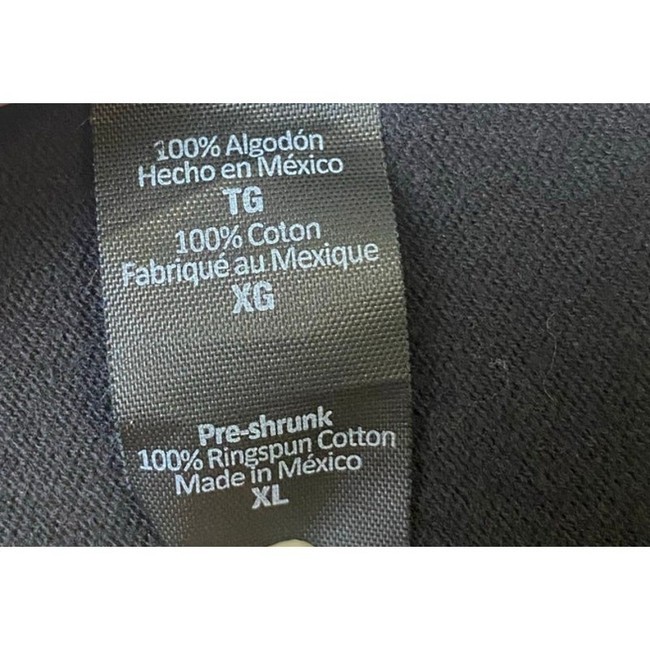 100% Algodón
Hecho en México
TG
100% Coton
Fabriqué au Mexique
XG
Pre-shrunk
100% Ringspun Cotton
Made in México
XL